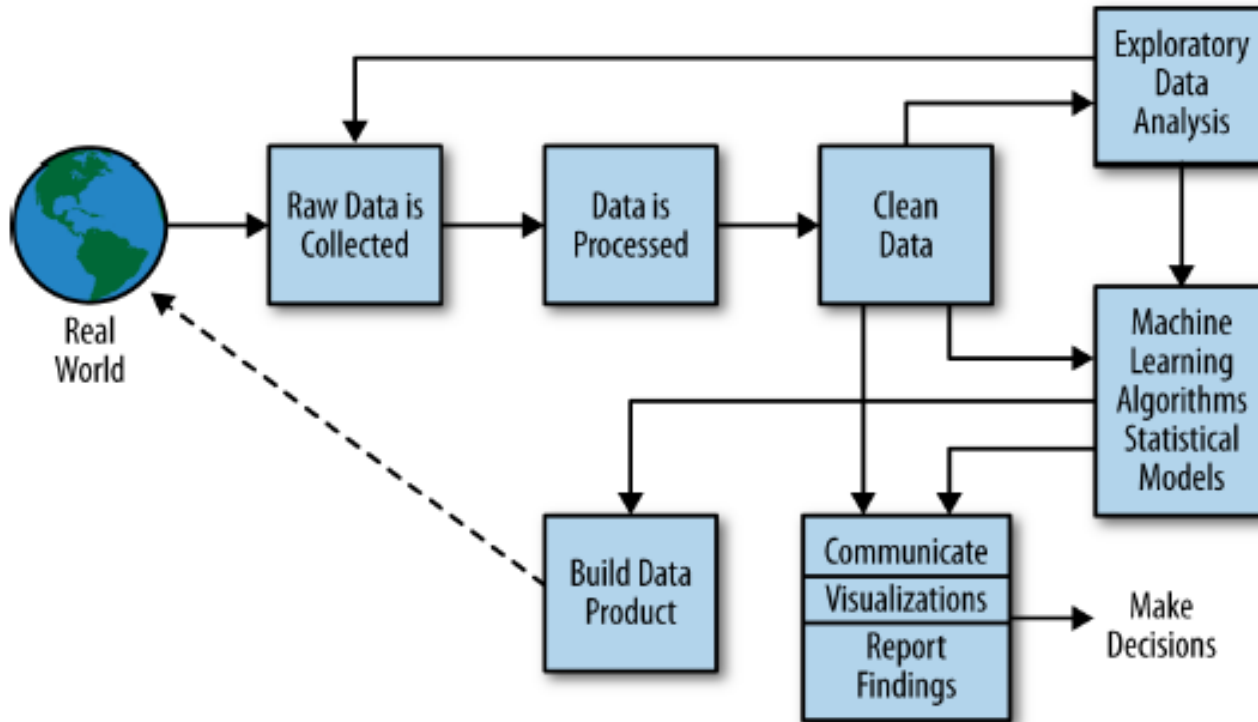 Exploratory
Data
Analysis
Raw Data is
Collected
Data is
Processed
Clean
Data
Real
World
Machine
Learning
Algorithms
Statistical
Models
Build Data
Product
Communicate
Visualizations
Report
Findings
Make
Decisions